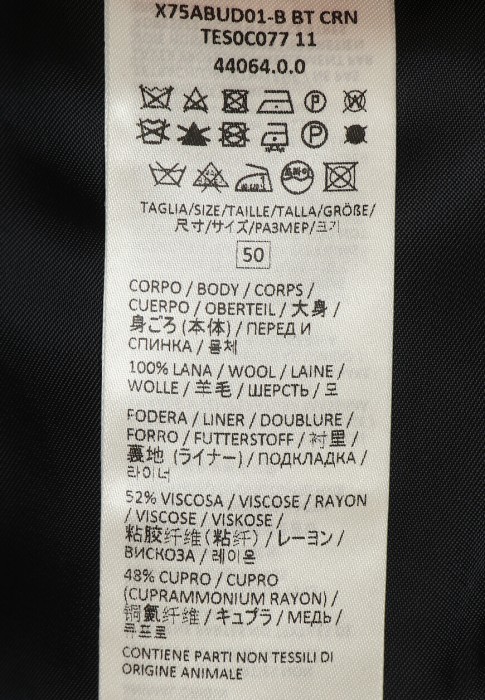 X75ABUD01-B BT CRN
TES0C077 11
44064.0.0
TAGLIA/SIZE/TAILLE/TALLA/GRÖßE/
尺寸/サイズ/РАЗМЕР/크기
50
CORPO / BODY / CORPS /
CUERPO / OBERTEIL / 大身 /
身ごろ (本体) / ПЕРЕД И
СПИНКА / 몸체
100% LANA / WOOL / LAINE /
WOLLE / 羊毛 / ШЕРСТЬ / 모
FODERA / LINER / DOUBLURE /
FORRO / FUTTERSTOFF / 衬里 /
裏地 (ライナー) / ПОДКЛАДКА /
라이너
52% VISCOSA / VISCOSE / RAYON
/ VISCOSE / VISKOSE /
粘胶纤维 (粘纤) / レーヨン /
ВИСКОЗА / 레이온
48% CUPRO / CUPRO
(CUPRAMMONIUM RAYON) /
铜氨纤维 / キュプラ / МЕДЬ /
큐프로
CONTIENE PARTI NON TESSILI DI
ORIGINE ANIMALE